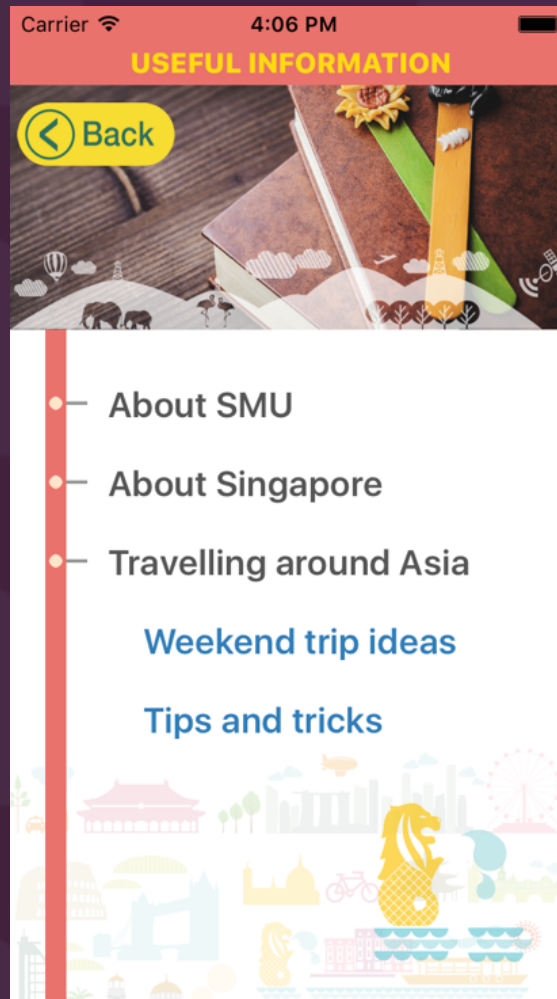 Carrier 4:06 PM
USEFUL INFORMATION
Back
About SMU
About Singapore
Travelling around Asia
Weekend trip ideas
Tips and tricks